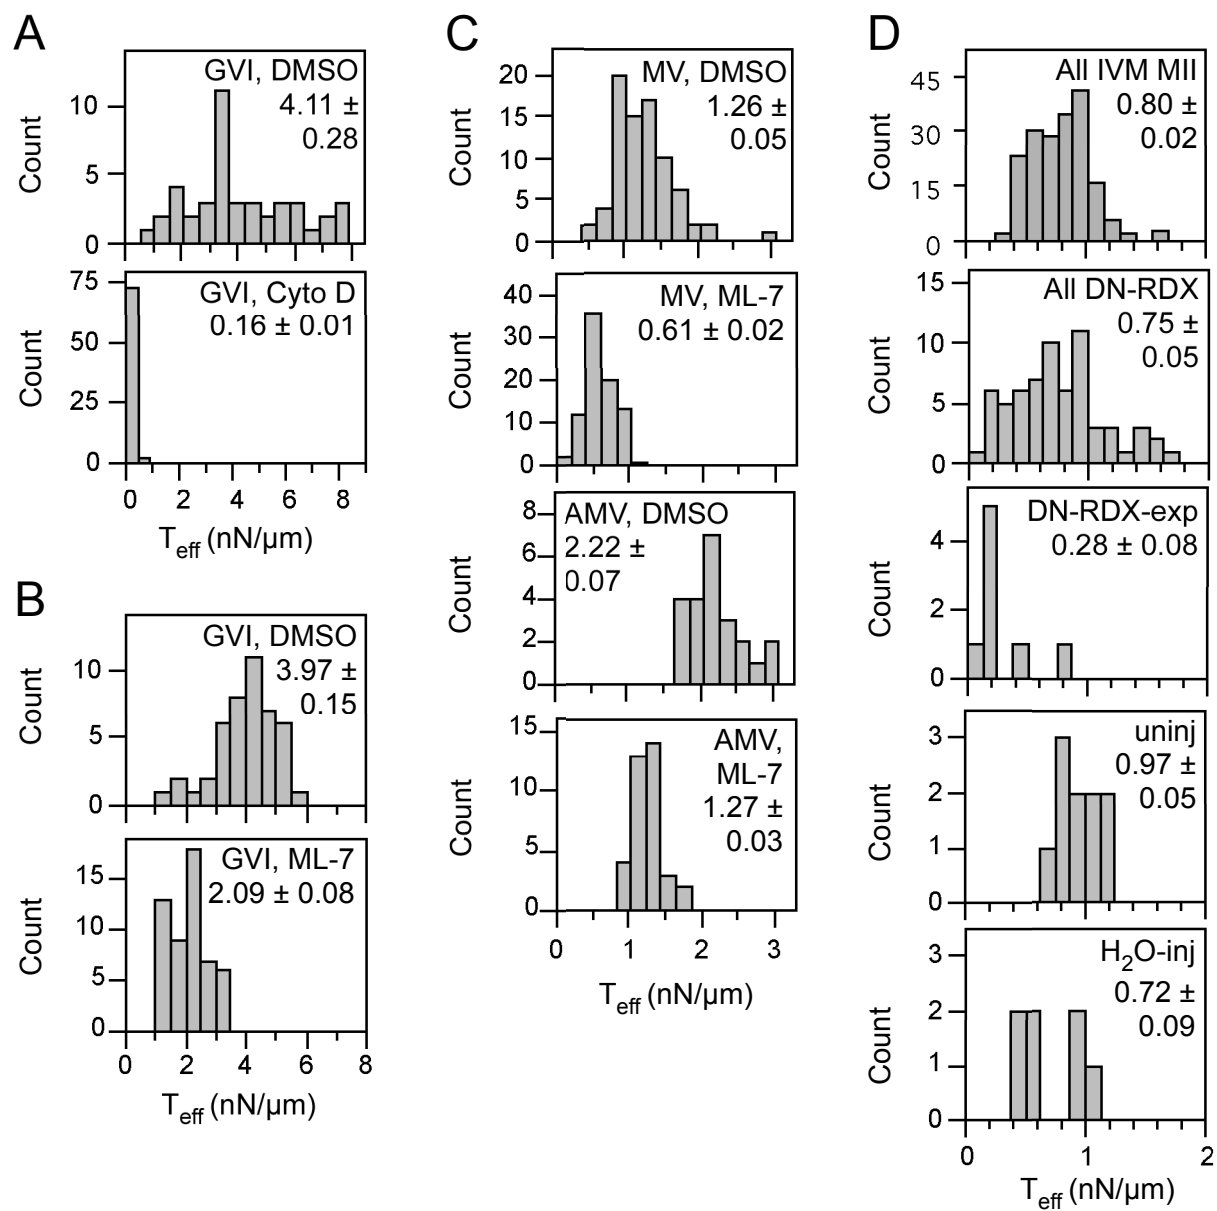 A
GVI, DMSO
4.11 ±
0.28
Count
10
5
0
GVI, Cyto D
0.16 ± 0.01
Count
75
50
25
0
0 2 4 6 8
Teff (nN/µm)
B
GVI, DMSO
3.97 ±
0.15
Count
10
5
0
GVI, ML-7
2.09 ± 0.08
Count
15
10
5
0
0 2 4 6 8
Teff (nN/µm)
C
MV, DMSO
1.26 ±
0.05
Count
20
15
10
5
0
MV, ML-7
0.61 ± 0.02
Count
40
30
20
10
0
AMV, DMSO
2.22 ±
0.07
Count
8
6
4
2
0
AMV,
ML-7
1.27 ±
0.03
Count
15
10
5
0
0 1 2 3
Teff (nN/µm)
D
All IVM MII
0.80 ±
0.02
Count
45
30
15
0
All DN-RDX
0.75 ±
0.05
Count
15
10
5
0
DN-RDX-exp
0.28 ± 0.08
Count
4
2
0
uninj
0.97 ±
0.05
Count
3
2
1
0
H2O-inj
0.72 ±
0.09
Count
3
2
1
0
0 1 2
Teff (nN/µm)